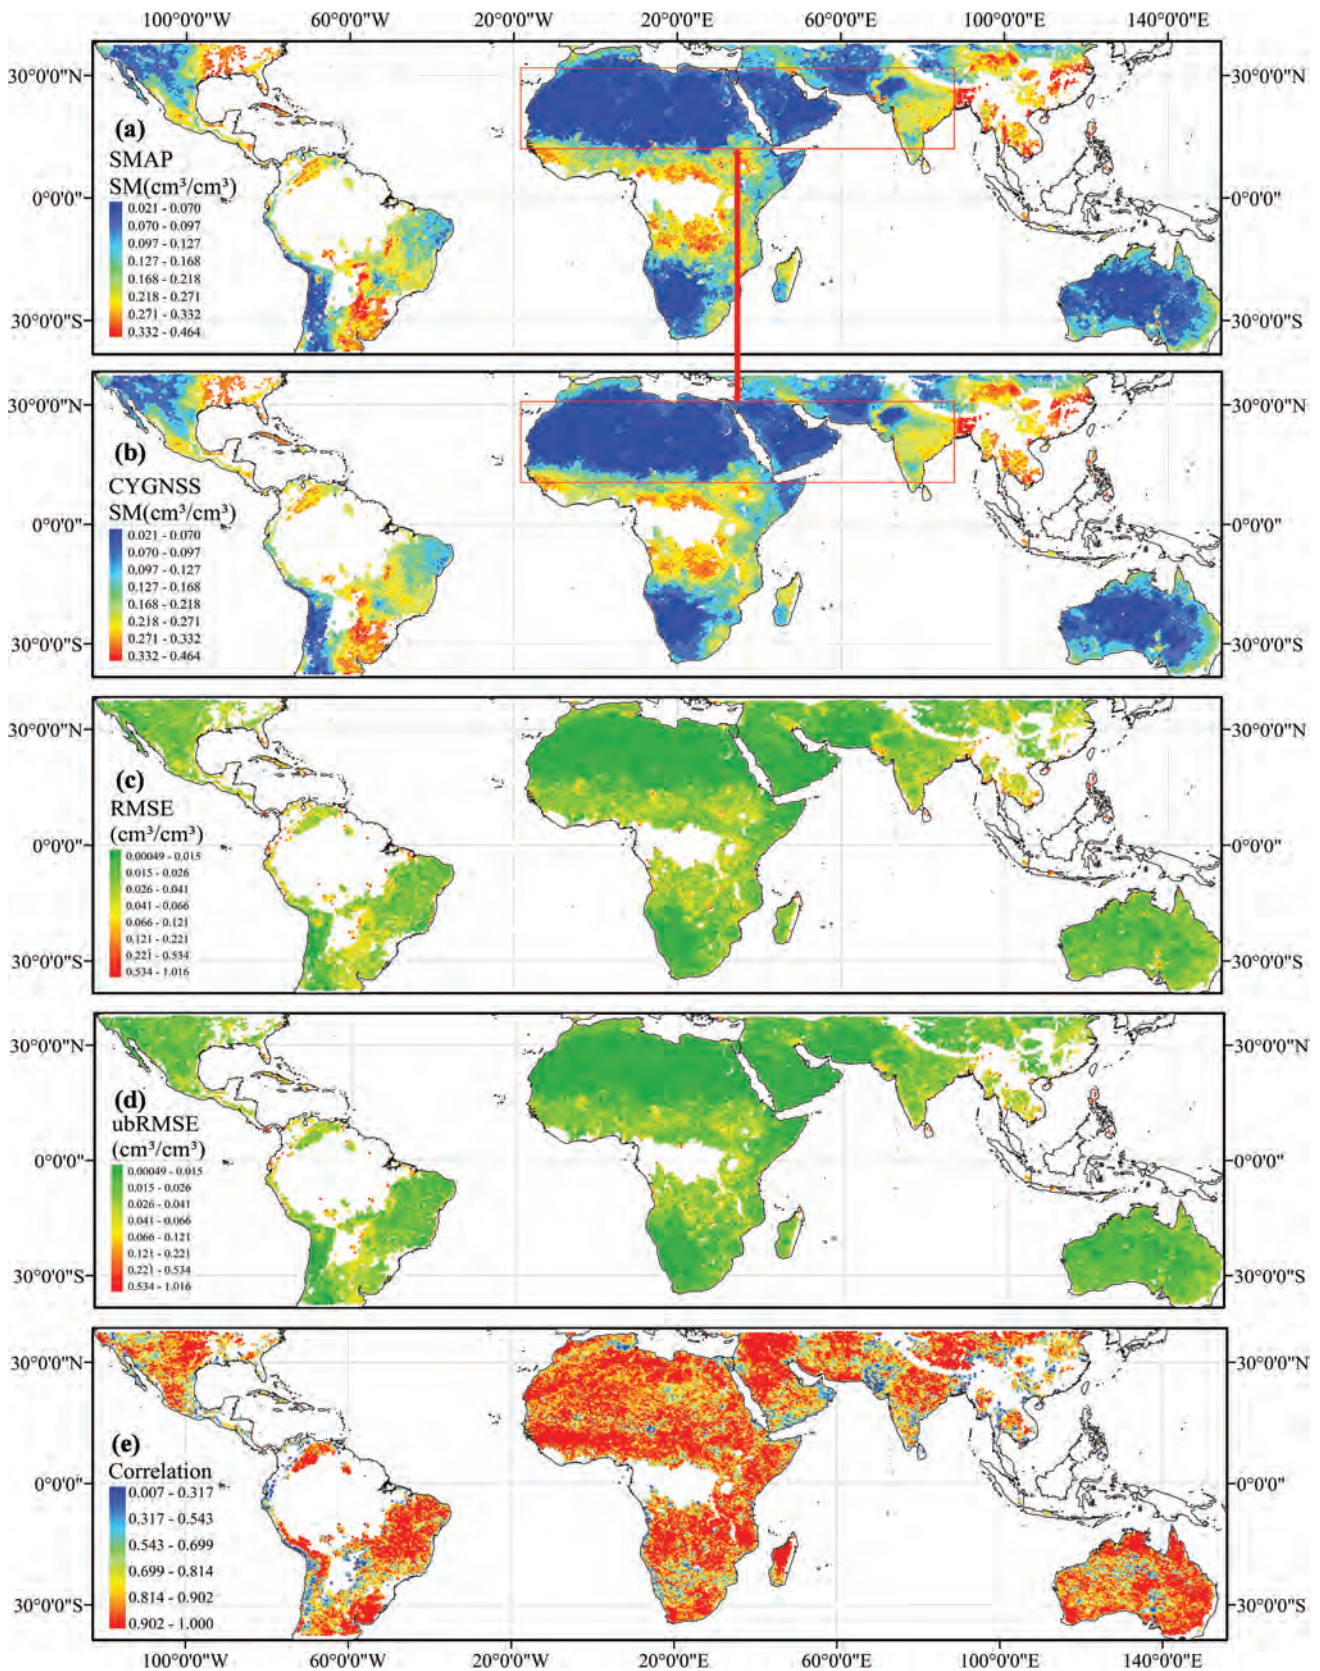 100°0'0"W 60°0'0"W 20°0'0"W 20°0'0"E 60°0'0"E 100°0'0"E 140°0'0"E
30°0'0"N 30°0'0"N
(a)
SMAP
SM(cm³/cm³)
0°0'0" 0°0'0"
0.021 - 0.070
0.070 - 0.097
0.097 - 0.127
0.127 - 0.168
0.168 - 0.218
0.218 - 0.271
0.271 - 0.332
0.332 - 0.464
30°0'0"S 30°0'0"S
30°0'0"N 30°0'0"N
(b)
CYGNSS
SM(cm³/cm³)
0°0'0" 0°0'0"
0.021 - 0.070
0.070 - 0.097
0.097 - 0.127
0.127 - 0.168
0.168 - 0.218
0.218 - 0.271
0.271 - 0.332
0.332 - 0.464
30°0'0"S 30°0'0"S
30°0'0"N 30°0'0"N
(c)
RMSE
(cm³/cm³)
0°0'0" 0°0'0"
0.00049 - 0.015
0.015 - 0.026
0.026 - 0.041
0.041 - 0.066
0.066 - 0.121
0.121 - 0.221
0.221 - 0.534
0.534 - 1.016
30°0'0"S 30°0'0"S
30°0'0"N 30°0'0"N
(d)
ubRMSE
(cm³/cm³)
0°0'0" 0°0'0"
0.00049 - 0.015
0.015 - 0.026
0.026 - 0.041
0.041 - 0.066
0.066 - 0.121
0.121 - 0.221
0.221 - 0.534
0.534 - 1.016
30°0'0"S 30°0'0"S
30°0'0"N 30°0'0"N
(e)
Correlation
0°0'0" 0°0'0"
0.007 - 0.317
0.317 - 0.543
0.543 - 0.699
0.699 - 0.814
0.814 - 0.902
0.902 - 1.000
30°0'0"S 30°0'0"S
100°0'0"W 60°0'0"W 20°0'0"W 20°0'0"E 60°0'0"E 100°0'0"E 140°0'0"E